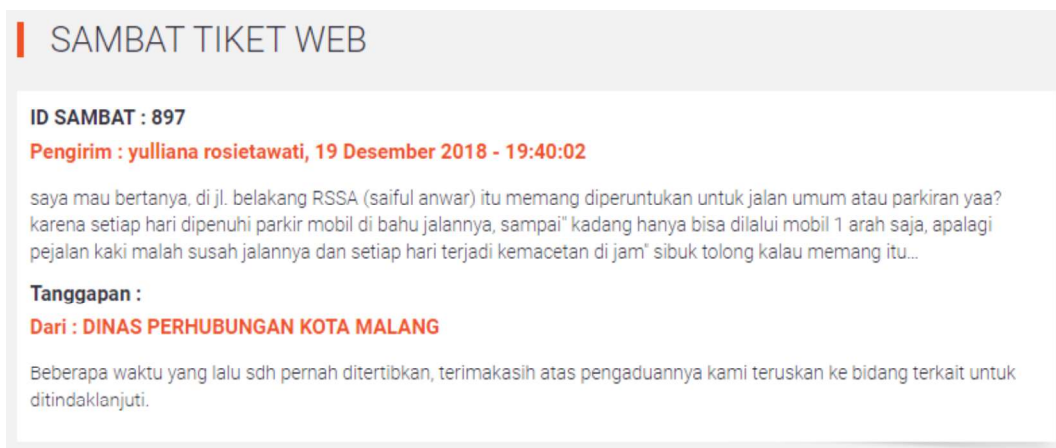 SAMBAT TIKET WEB
ID SAMBAT : 897
Pengirim : yulliana rosietawati, 19 Desember 2018 - 19:40:02
saya mau bertanya, di jl. belakang RSSA (saiful anwar) itu memang diperuntukan untuk jalan umum atau parkiran yaa?
karena setiap hari dipenuhi parkir mobil di bahu jalannya, sampai" kadang hanya bisa dilalui mobil 1 arah saja, apalagi
pejalan kaki malah susah jalannya dan setiap hari terjadi kemacetan di jam" sibuk tolong kalau memang itu...
Tanggapan :
Dari : DINAS PERHUBUNGAN KOTA MALANG
Beberapa waktu yang lalu sdh pernah ditertibkan, terimakasih atas pengaduannya kami teruskan ke bidang terkait untuk
ditindaklanjuti.